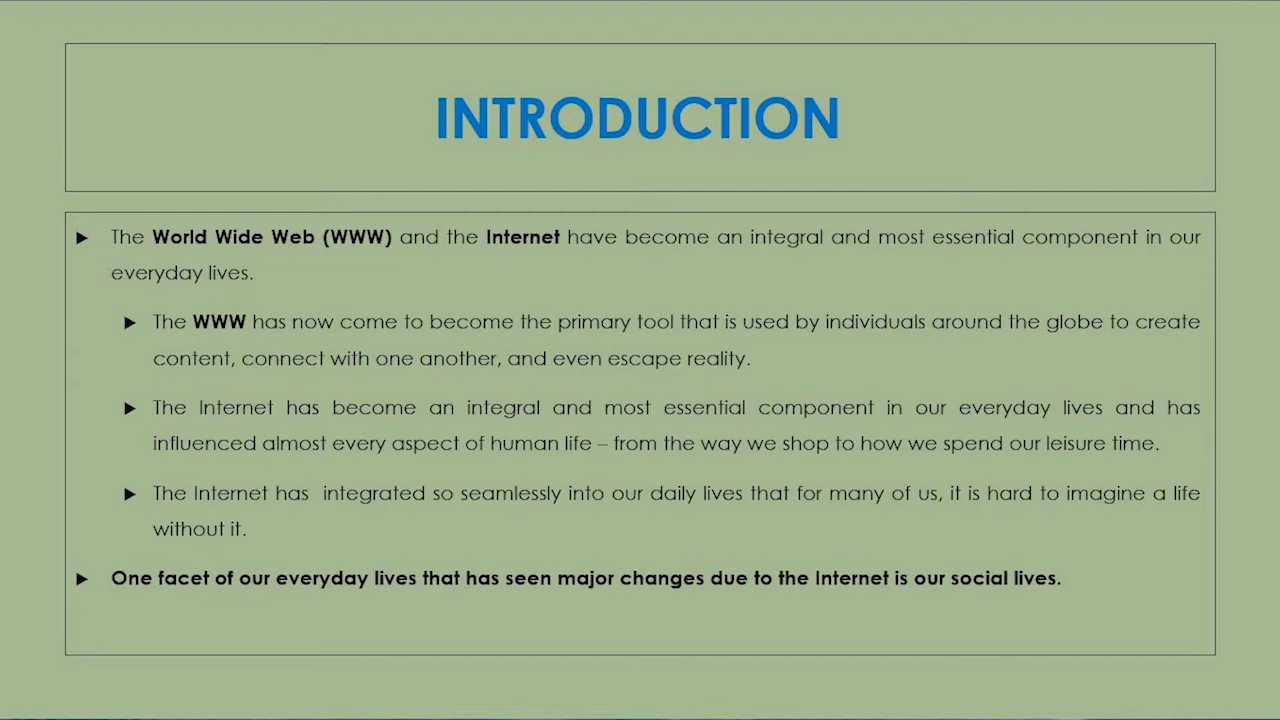 INTRODUCTION
The World Wide Web (WWW) and the Internet have become an integral and most essential component in our
everyday lives.
The WWW has now come to become the primary tool that is used by individuals around the globe to create
content, connect with one another, and even escape reality.
The Internet has become an integral and most essential component in our everyday lives and has
influenced almost every aspect of human life – from the way we shop to how we spend our leisure time.
The Internet has integrated so seamlessly into our daily lives that for many of us, it is hard to imagine a life
without it.
One facet of our everyday lives that has seen major changes due to the Internet is our social lives.